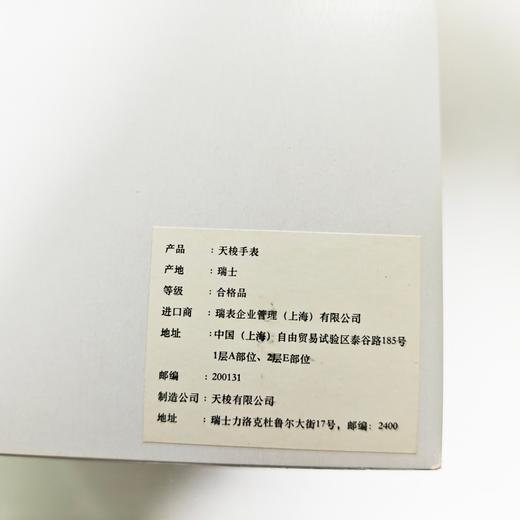 产品 : 天梭手表
产地 : 瑞士
等级 : 合格品
进口商 : 瑞表企业管理（上海）有限公司
地址 : 中国（上海）自由贸易试验区泰谷路185号
1层A部位、2层E部位
邮编 : 200131
制造公司 : 天梭有限公司
地址 : 瑞士力洛克杜鲁尔大街17号，邮编：2400